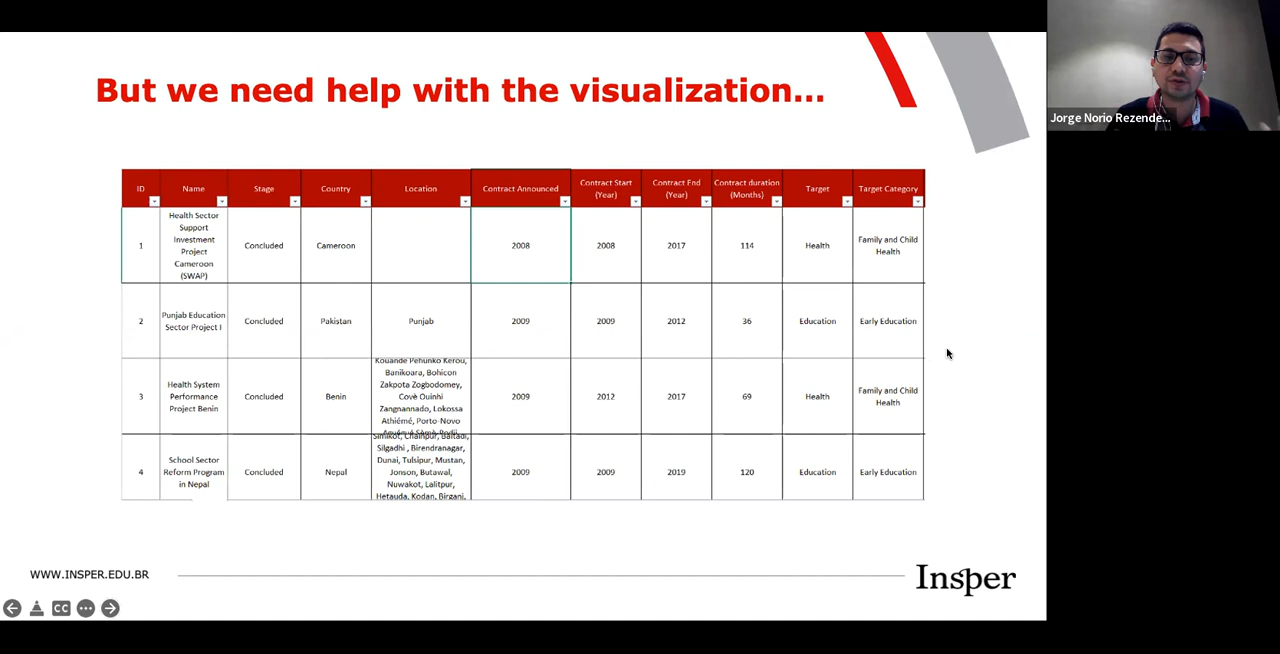 But we need help with the visualization...
Jorge Norio Rezende...
ID
Name
Stage
Country
Location
Contract Announced
Contract Start
(Year)
Contract End
(Year)
Contract duration
(Months)
Target
Target Category
1
Health Sector
Support
Investment
Project
Cameroon
(SWAP)
Concluded
Cameroon
2008
2008
2017
114
Health
Family and Child
Health
2
Punjab Education
Sector Project I
Concluded
Pakistan
Punjab
2009
2009
2012
36
Education
Early Education
3
Health System
Performance
Project Benin
Concluded
Benin
Kouande Pehunko Kerou,
Banikoara, Bohicon
Zakpota Zogbodomey,
Covè Ouinhi
Zangnannado, Lokossa
Athiémé, Porto-Novo
2009
2012
2017
69
Health
Family and Child
Health
4
School Sector
Reform Program
in Nepal
Concluded
Nepal
Simikot, Chainpur, Baitadi,
Silgadhi , Birendranagar,
Dunai, Tulsipur, Mustan,
Jonson, Butawal,
Nuwakot, Lalitpur,
Hetauda, Kodan, Birganj,
2009
2009
2019
120
Education
Early Education
WWW.INSPER.EDU.BR
Insper
CC